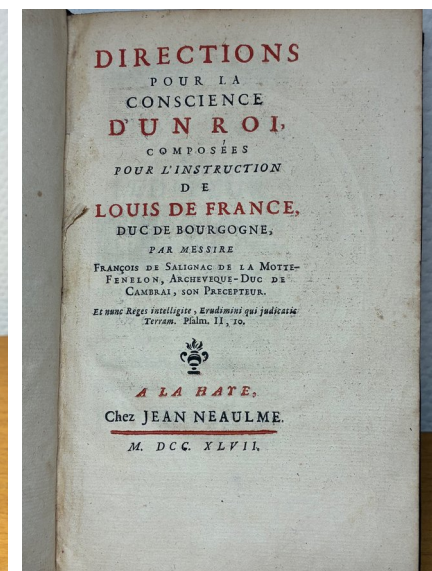 DIRECTIONS
POUR LA
CONSCIENCE
D'UN ROI,
COMPOSÉES
POUR L'INSTRUCTION
DE
LOUIS DE FRANCE,
DUC DE BOURGOGNE,
PAR MESSIRE
FRANÇOIS DE SALIGNAC DE LA MOTTE-
FENELON, ARCHEVEQUE-DUC DE
CAMBRAI, SON PRECEPTEUR.
Et nunc Reges intelligite, Erudimini qui judicatis
Terram. Psalm. II, 10.
A LA HAYE,
Chez JEAN NEAULME.
M. DCC. XLVII.